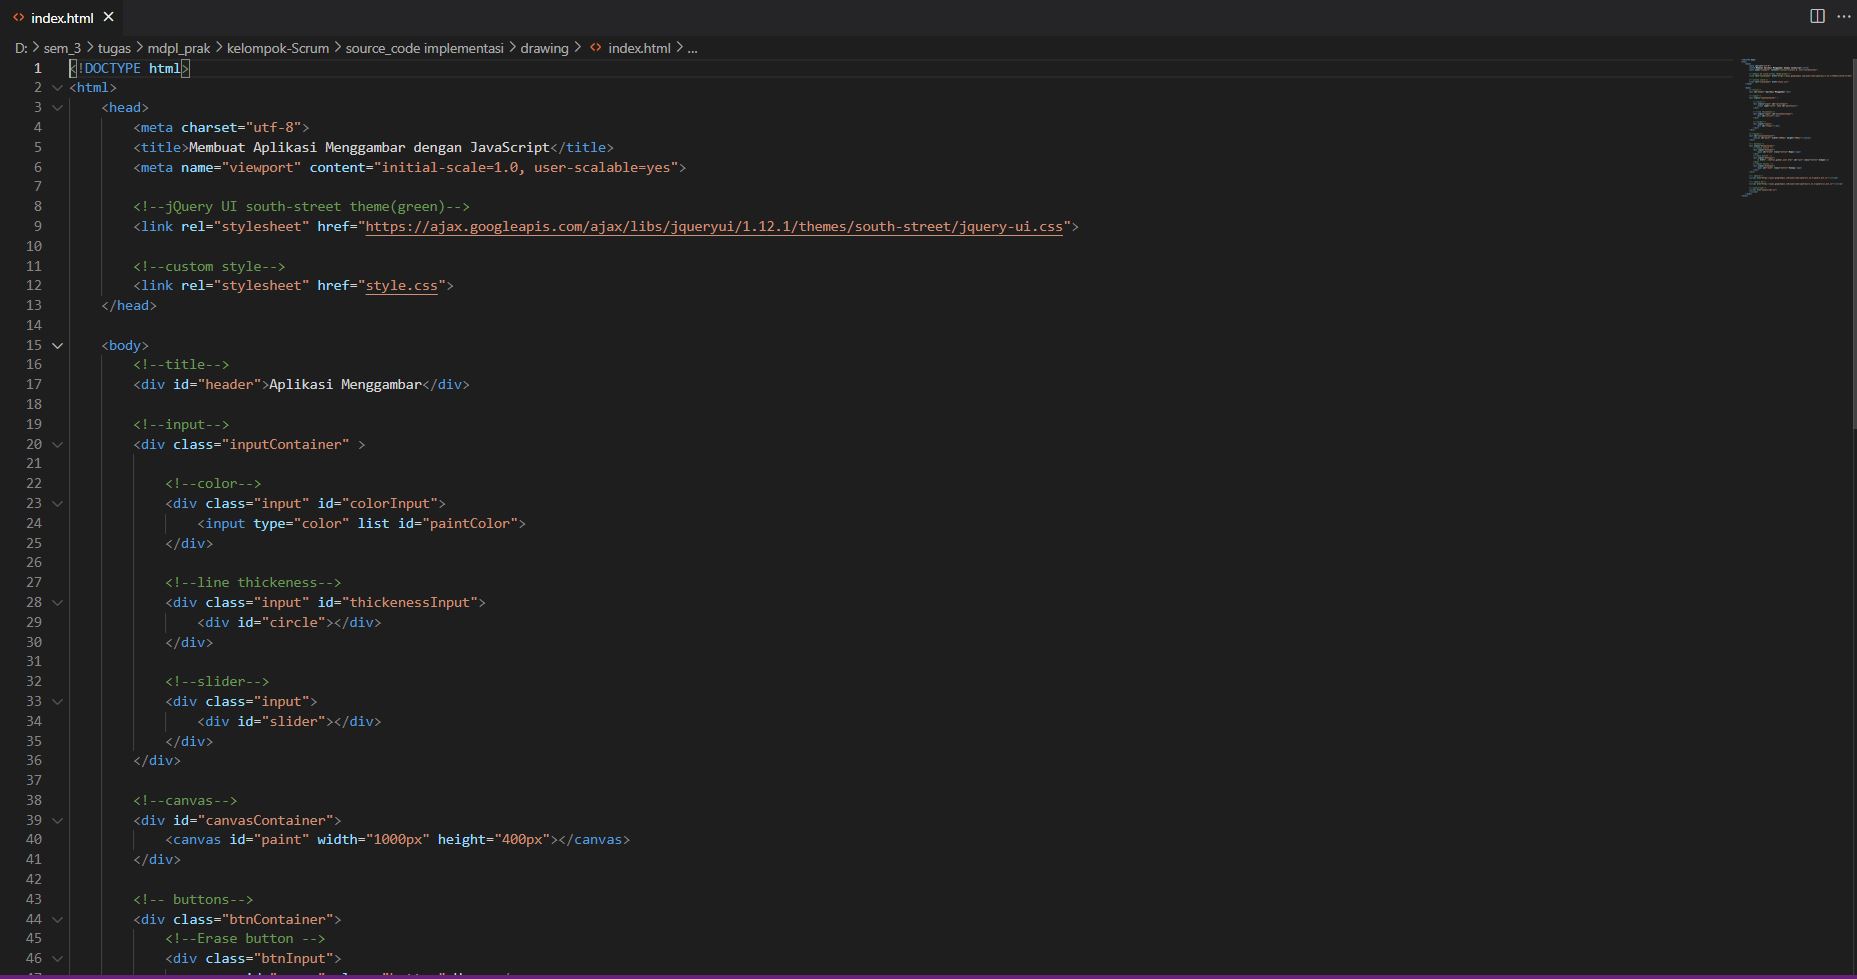 index.html
D: > sem_3 > tugas > mdpl_prak > kelompok-Scrum > source_code implementasi > drawing > index.html > ...
1 <!DOCTYPE html>
2 <html>
3 <head>
4 <meta charset="utf-8">
5 <title>Membuat Aplikasi Menggambar dengan JavaScript</title>
6 <meta name="viewport" content="initial-scale=1.0, user-scalable=yes">
7
8 <!--jQuery UI south-street theme(green)-->
9 <link rel="stylesheet" href="https://ajax.googleapis.com/ajax/libs/jqueryui/1.12.1/themes/south-street/jquery-ui.css">
10
11 <!--custom style-->
12 <link rel="stylesheet" href="style.css">
13 </head>
14
15 <body>
16 <!--title-->
17 <div id="header">Aplikasi Menggambar</div>
18
19 <!--input-->
20 <div class="inputContainer" >
21
22 <!--color-->
23 <div class="input" id="colorInput">
24 <input type="color" list id="paintColor">
25 </div>
26
27 <!--line thickeness-->
28 <div class="input" id="thickenessInput">
29 <div id="circle"></div>
30 </div>
31
32 <!--slider-->
33 <div class="input">
34 <div id="slider"></div>
35 </div>
36 </div>
37
38 <!--canvas-->
39 <div id="canvasContainer">
40 <canvas id="paint" width="1000px" height="400px"></canvas>
41 </div>
42
43 <!-- buttons-->
44 <div class="btnContainer">
45 <!--Erase button -->
46 <div class="btnInput">